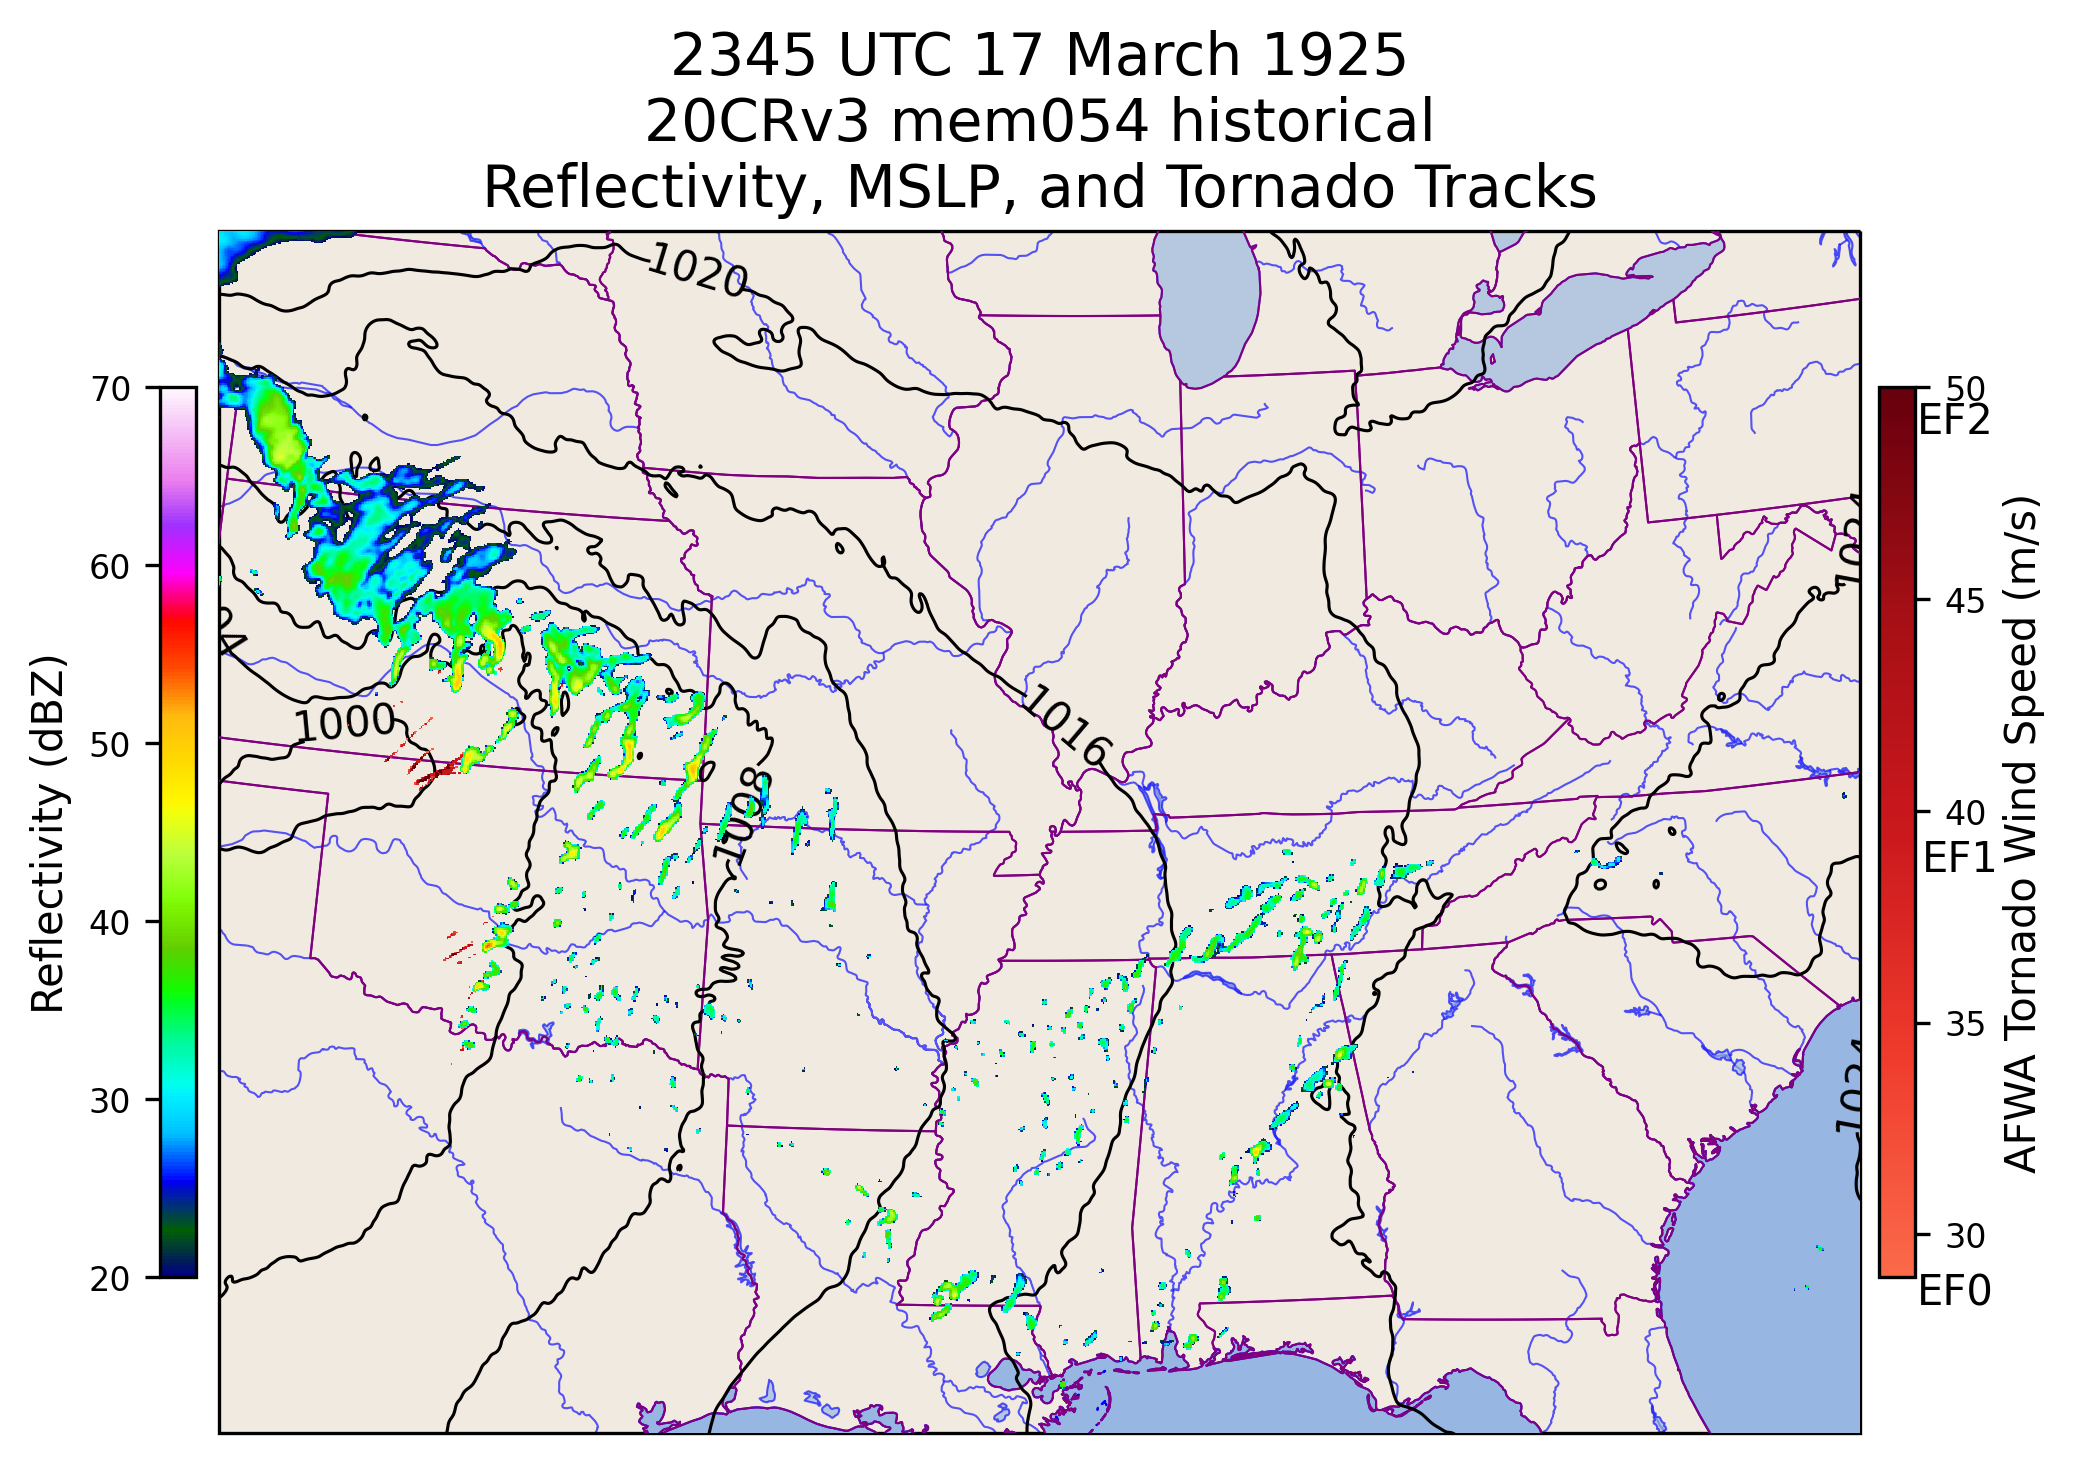 2345 UTC 17 March 1925
20CRv3 mem054 historical
Reflectivity, MSLP, and Tornado Tracks
1020
1024
1000
1016
1008
1024
70
60
50
40
30
20
Reflectivity (dBZ)
50
EF2
45
40
EF1
35
30
EF0
AFWA Tornado Wind Speed (m/s)